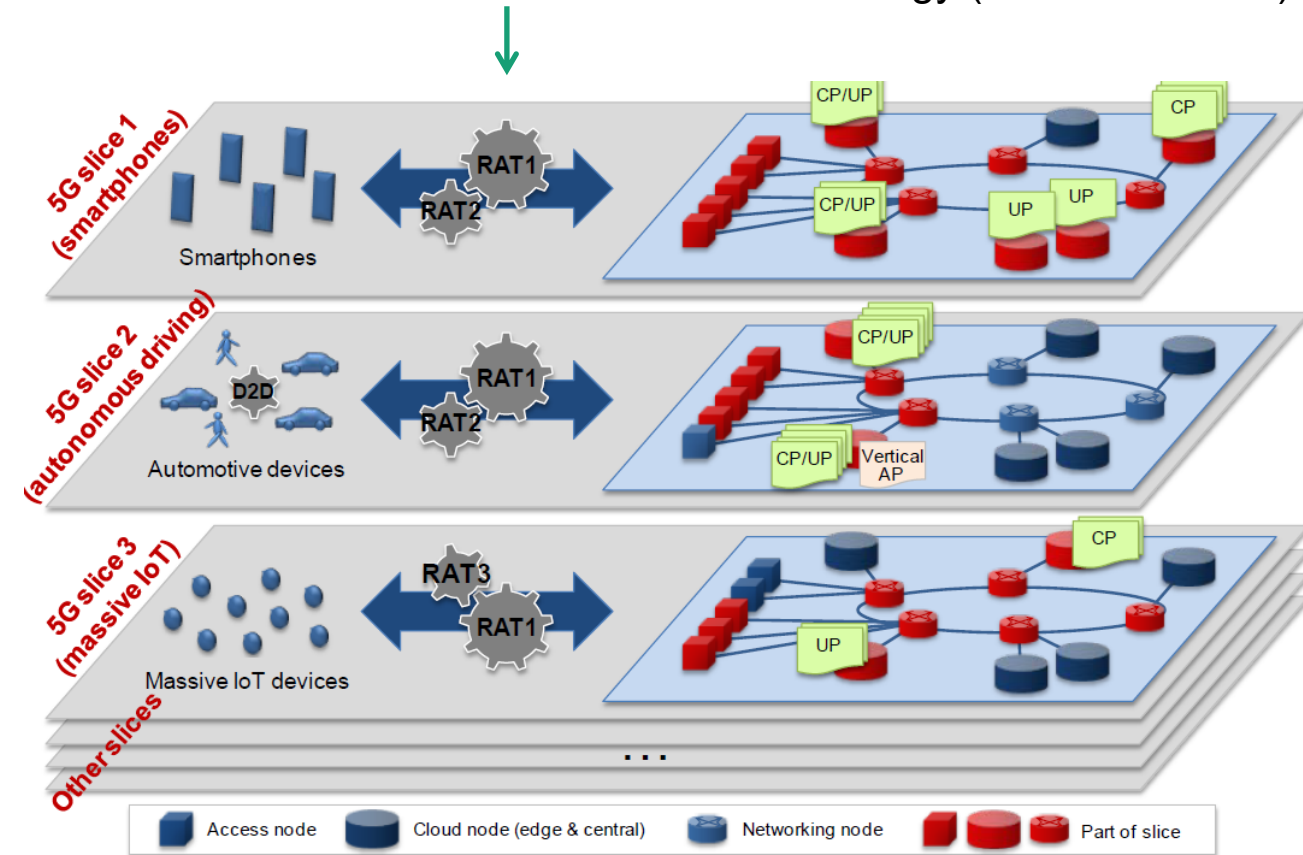 5G slice 1
(smartphones)
Smartphones
RAT1
RAT2
CP/UP
CP
CP/UP
UP
UP
5G slice 2
(autonomous driving)
D2D
Automotive devices
RAT1
RAT2
CP/UP
CP/UP
Vertical
AP
5G slice 3
(massive IoT)
Massive IoT devices
RAT3
RAT1
CP
UP
Other slices
...
Access node
Cloud node (edge & central)
Networking node
Part of slice